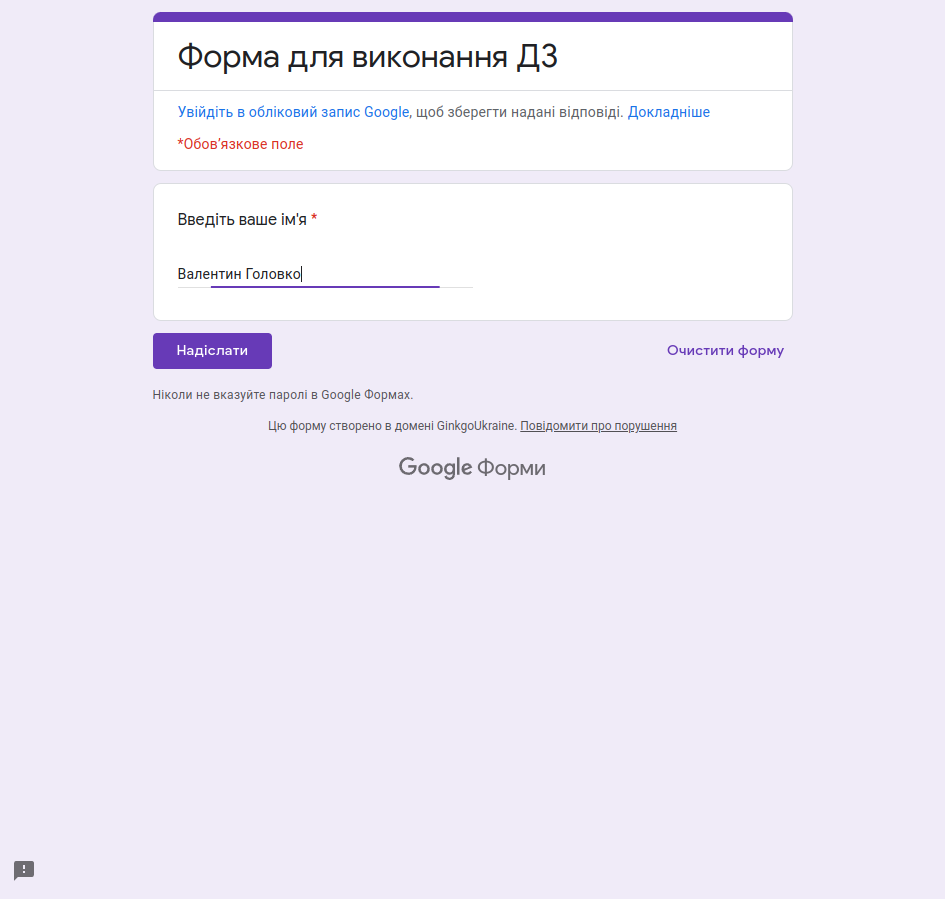 Форма для виконання ДЗ
Увійдіть в обліковий запис Google, щоб зберегти надані відповіді. Докладніше
*Обов’язкове поле
Введіть ваше ім'я *
Валентин Головко
Надіслати
Очистити форму
Ніколи не вказуйте паролі в Google Формах.
Цю форму створено в домені GinkgoUkraine. Повідомити про порушення
Google Форми